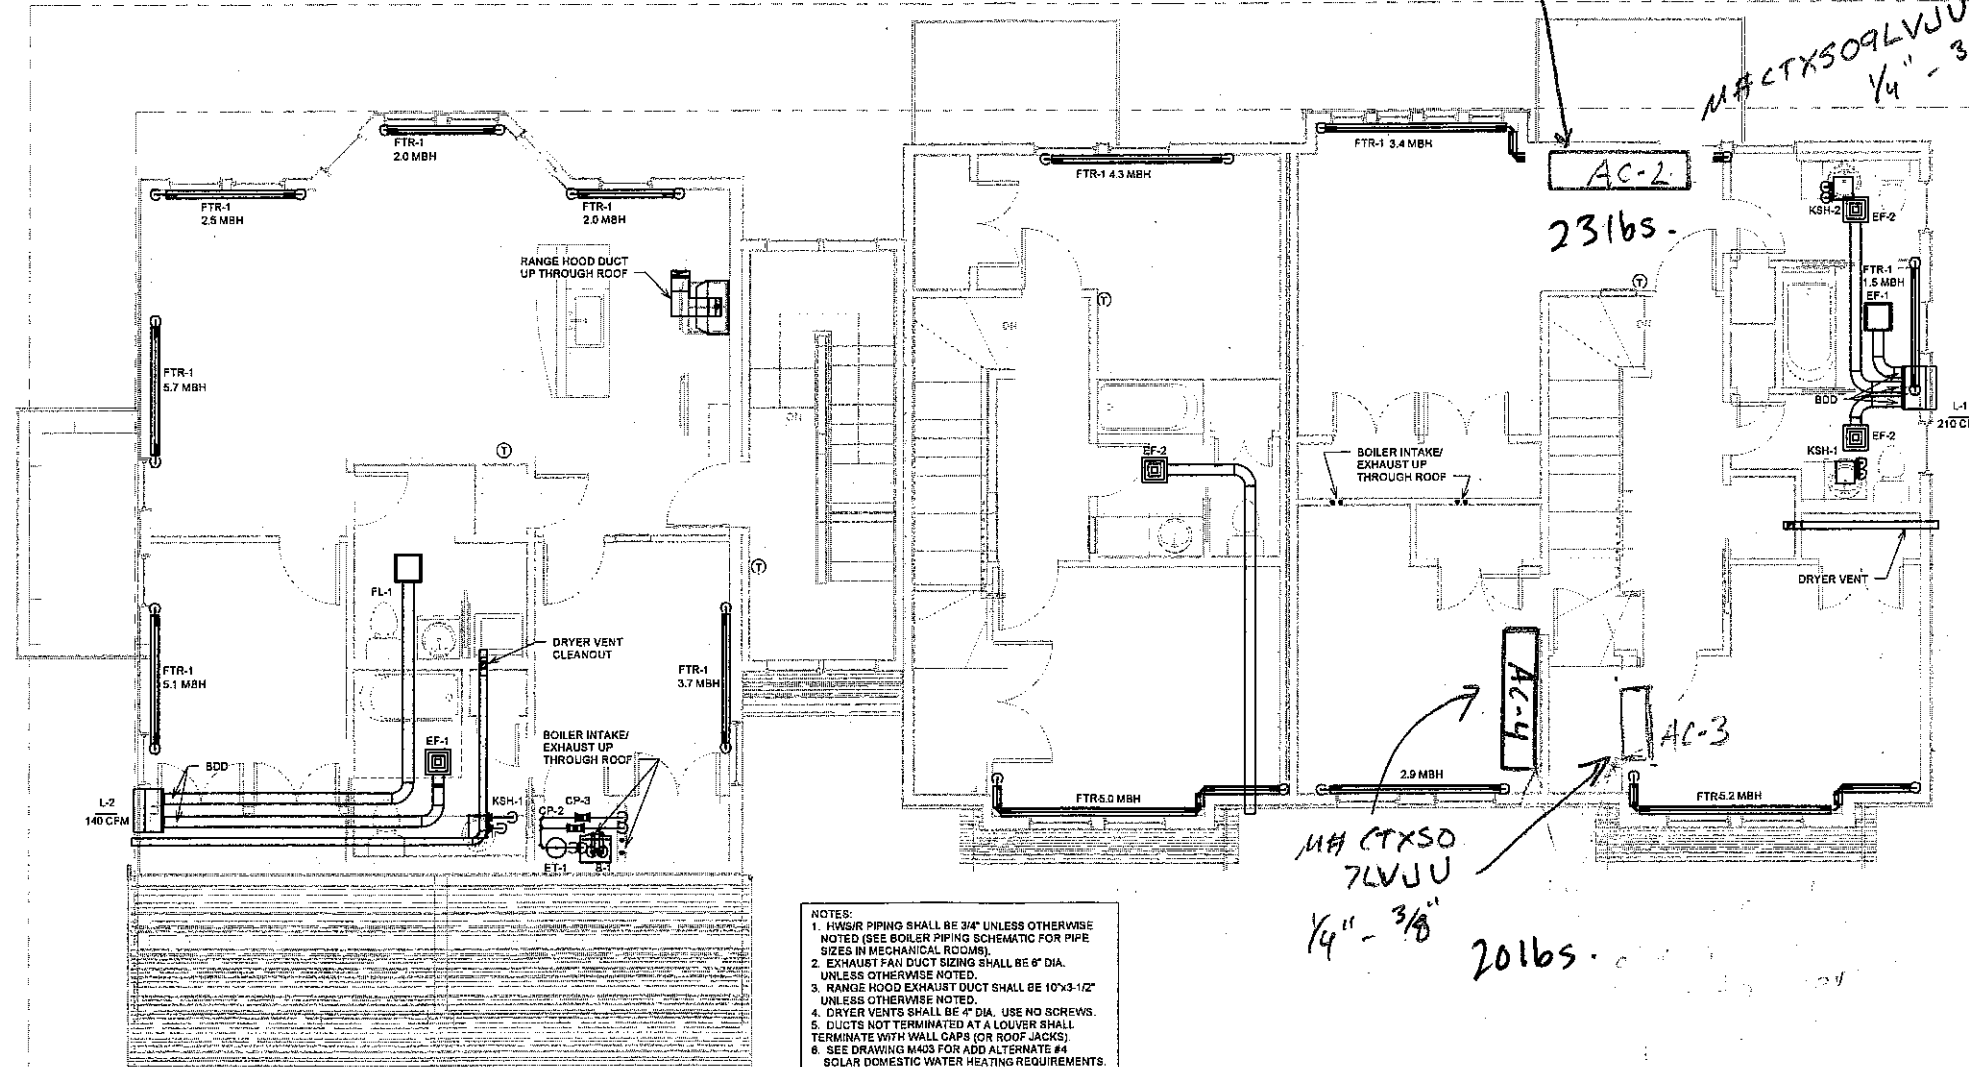 M# CTXS09LVJU
1/4" - 3
FTR-1
2.0 MBH
FTR-1
2.5 MBH
FTR-1
2.0 MBH
FTR-1 4.3 MBH
FTR-1 3.4 MBH
AC-2
23 lbs.
KSH-2
EF-2
RANGE HOOD DUCT
UP THROUGH ROOF
T
T
FTR-1
1.5 MBH
EF-1
DN
DN
FTR-1
5.7 MBH
DN
BDD
L-1
210 CF
EF-2
KSH-1
T
EF-2
BOILER INTAKE/
EXHAUST UP
THROUGH ROOF
T
DRYER VENT
FL-1
DRYER VENT
CLEANOUT
FTR-1
5.1 MBH
FTR-1
3.7 MBH
AC-4
AC-3
BOILER INTAKE/
EXHAUST UP
THROUGH ROOF
EF-1
BDD
L-2
140 CFM
KSH-1
CP-2
CP-3
ET-1
B-1
FTR-5.0 MBH
2.9 MBH
FTR-5.2 MBH
M# CTXS0
7LVJU
1/4" - 3/8"
20 lbs.
NOTES:
1. HWS/R PIPING SHALL BE 3/4" UNLESS OTHERWISE
NOTED (SEE BOILER PIPING SCHEMATIC FOR PIPE
SIZES IN MECHANICAL ROOMS).
2. EXHAUST FAN DUCT SIZING SHALL BE 6" DIA.
UNLESS OTHERWISE NOTED.
3. RANGE HOOD EXHAUST DUCT SHALL BE 10"x3-1/2"
UNLESS OTHERWISE NOTED.
4. DRYER VENTS SHALL BE 4" DIA. USE NO SCREWS.
5. DUCTS NOT TERMINATED AT A LOUVER SHALL
TERMINATE WITH WALL CAPS (OR ROOF JACKS).
6. SEE DRAWING M403 FOR ADD ALTERNATE #4
SOLAR DOMESTIC WATER HEATING REQUIREMENTS.